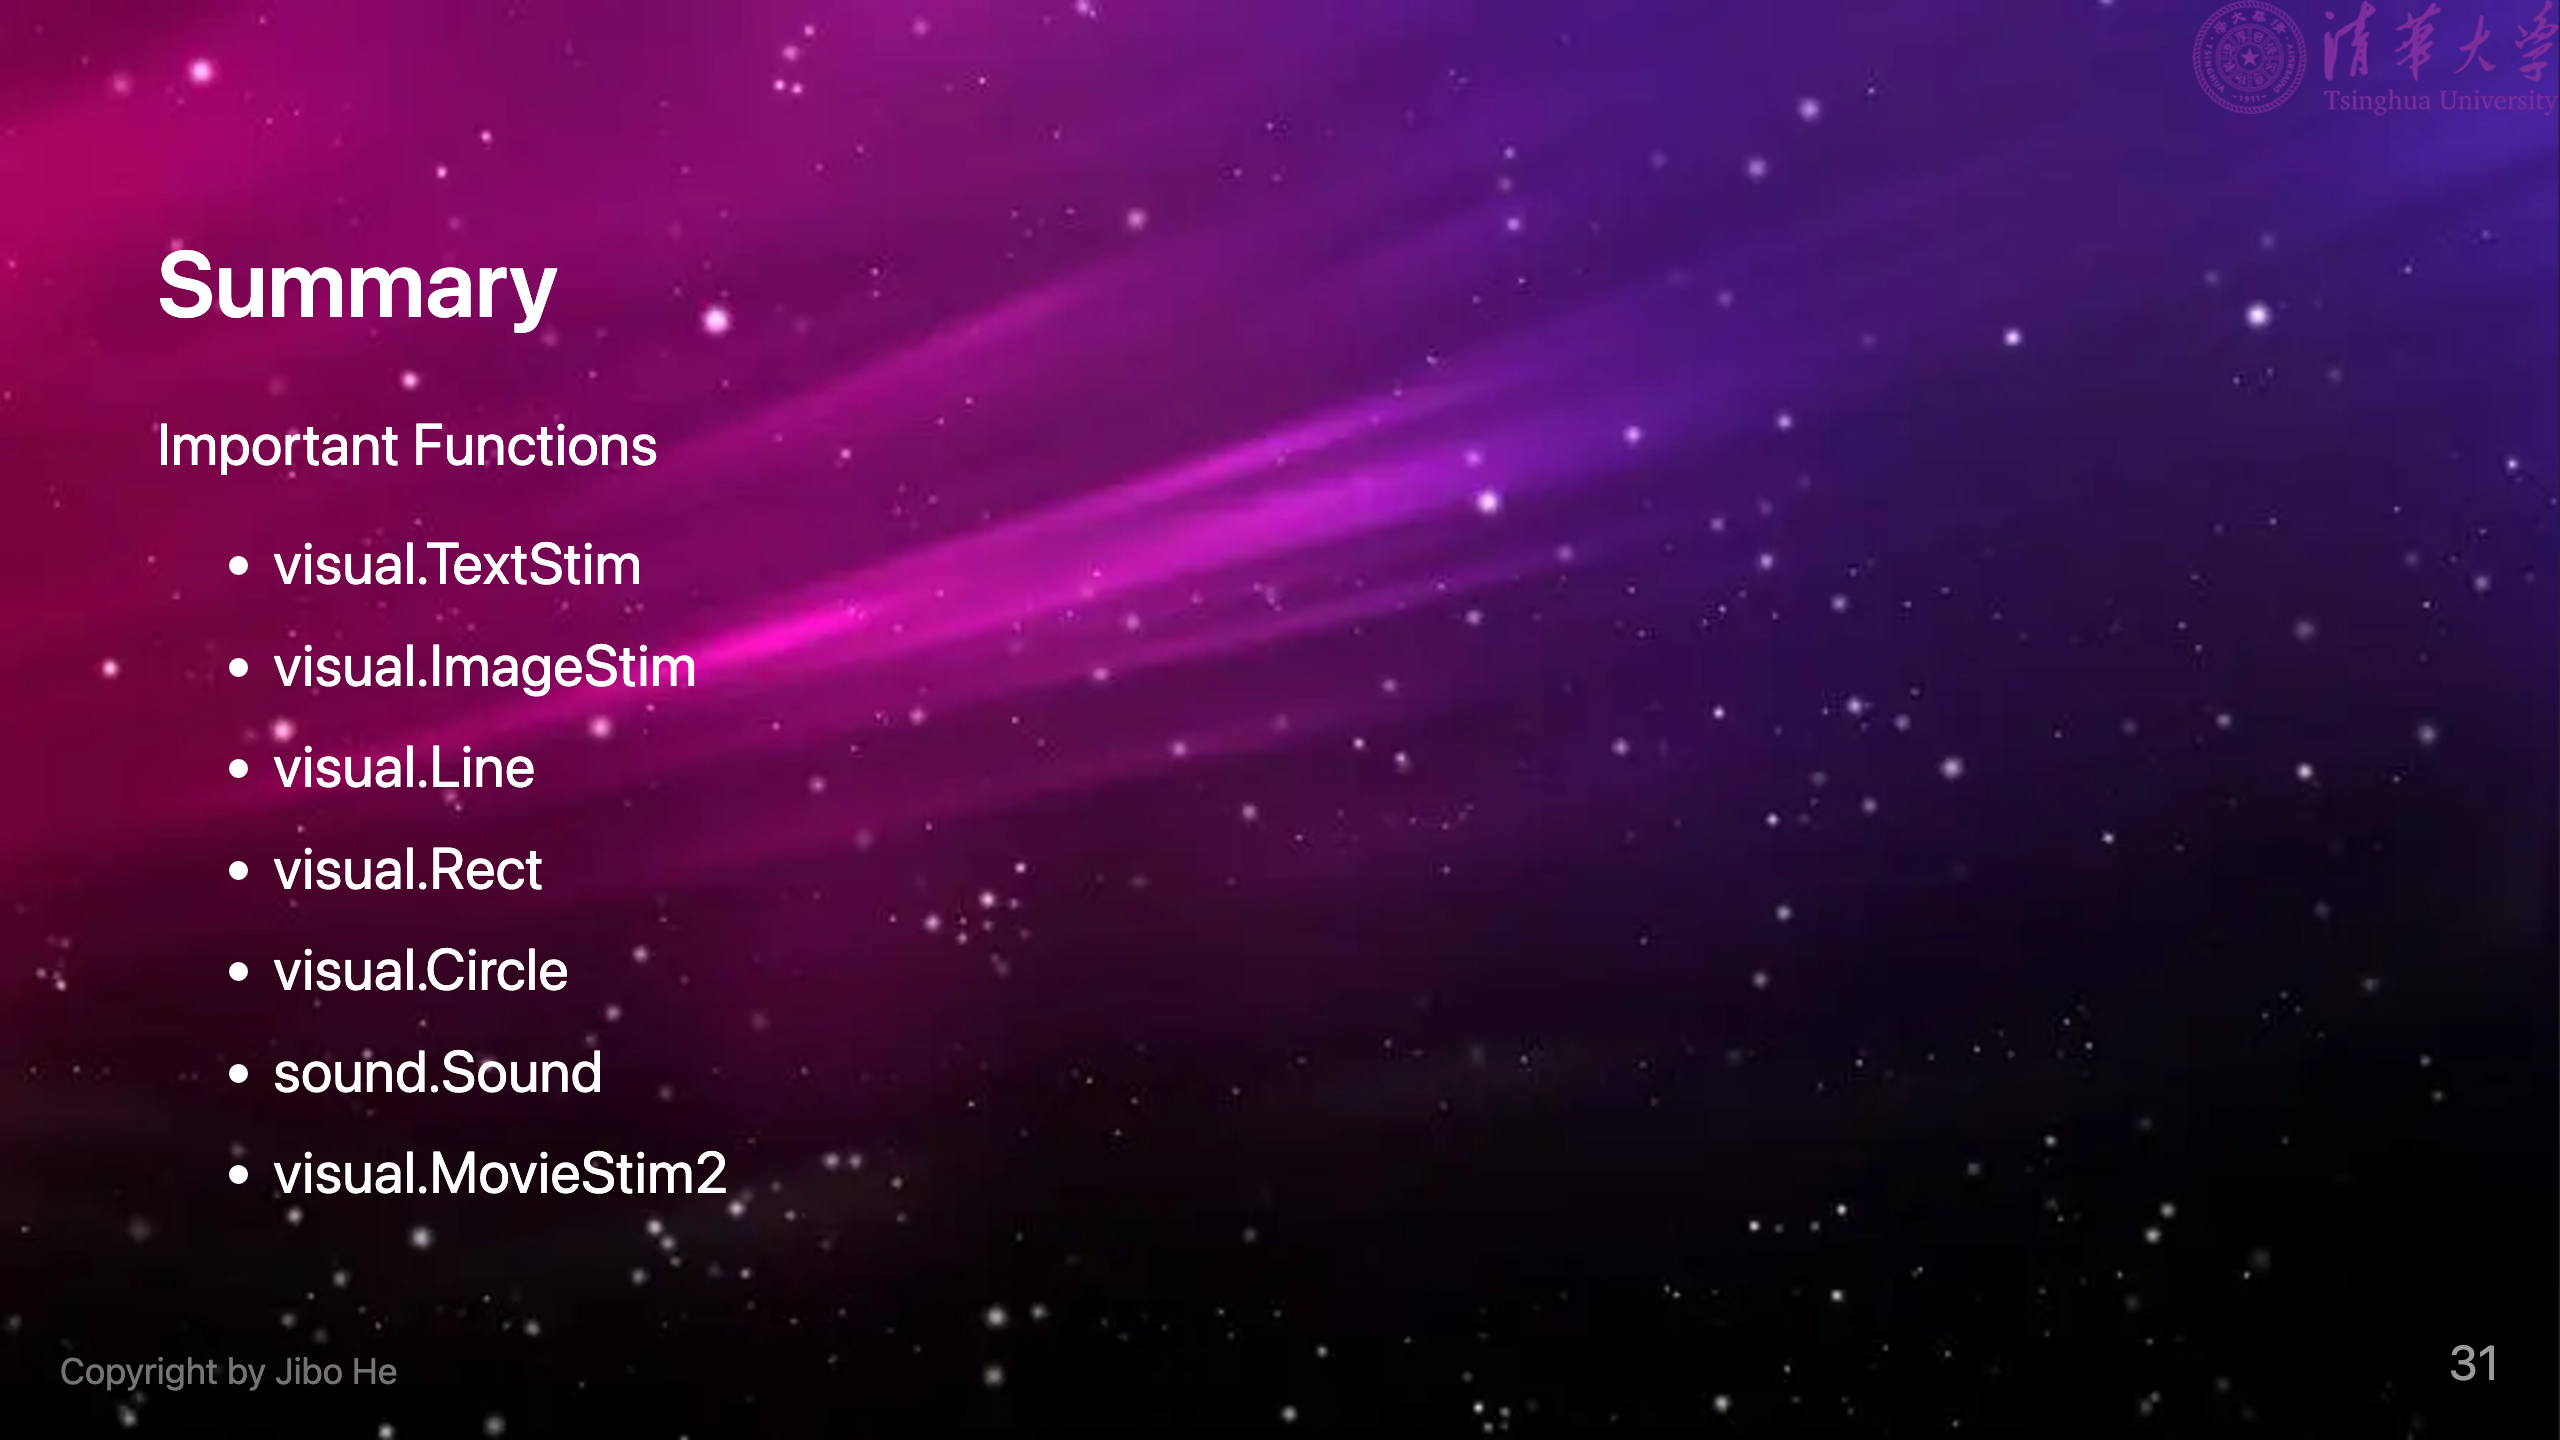 清華大学
Tsinghua University
Summary
Important Functions
• visual.TextStim
• visual.ImageStim
• visual.Line
• visual.Rect
• visual.Circle
• sound.Sound
• visual.MovieStim2
Copyright by Jibo He
31